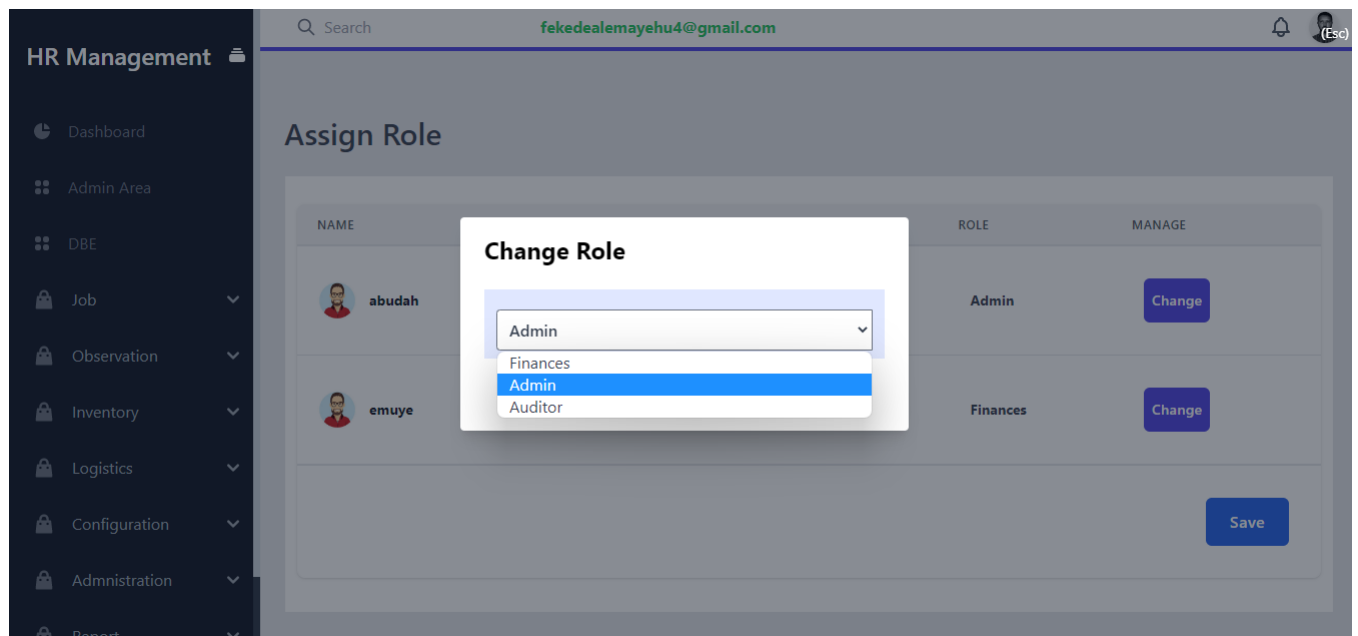 HR Management
Search
fekedealemayehu4@gmail.com
(Esc)
Dashboard
Admin Area
DBE
Job
Observation
Inventory
Logistics
Configuration
Admnistration
Report
Assign Role
NAME ROLE MANAGE
abudah Admin Change
emuye Finances Change
Save
Change Role
Admin
Finances
Admin
Auditor